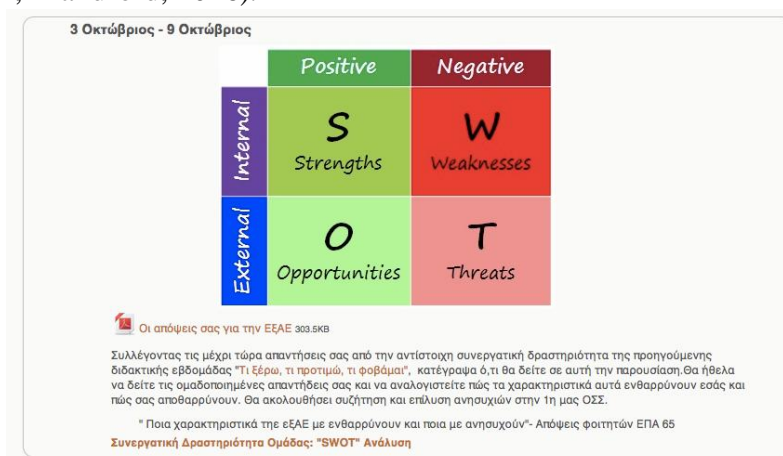 3 Οκτώβριος - 9 Οκτώβριος
Positive Negative
Internal
S W
Strengths Weaknesses
External
O T
Opportunities Threats
Οι απόψεις σας για την ΕξΑΕ 303.5KB
Συλλέγοντας τις μέχρι τώρα απαντήσεις σας από την αντίστοιχη συνεργατική δραστηριότητα της προηγούμενης
διδακτικής εβδομάδας "Τι ξέρω, τι προτιμώ, τι φοβάμαι", κατέγραψα ό,τι θα δείτε σε αυτή την παρουσίαση.Θα ήθελα
να δείτε τις ομαδοποιημένες απαντήδεις σας και να αναλογιστείτε πώς τα χαρακτηριστικά αυτά ενθαρρύνουν εσάς και
πώς σας αποθαρρύνουν. Θα ακολουθήσει συζήτηση και επίλυση ανησυχιών στην 1η μας ΟΣΣ.
" Ποια χαρακτηριστικά τηε εξΑΕ με ενθαρρύνουν και ποια με ανησυχούν"- Απόψεις φοιτητών ΕΠΑ 65
Συνεργατική Δραστηριότητα Ομάδας: "SWOT" Ανάλυση